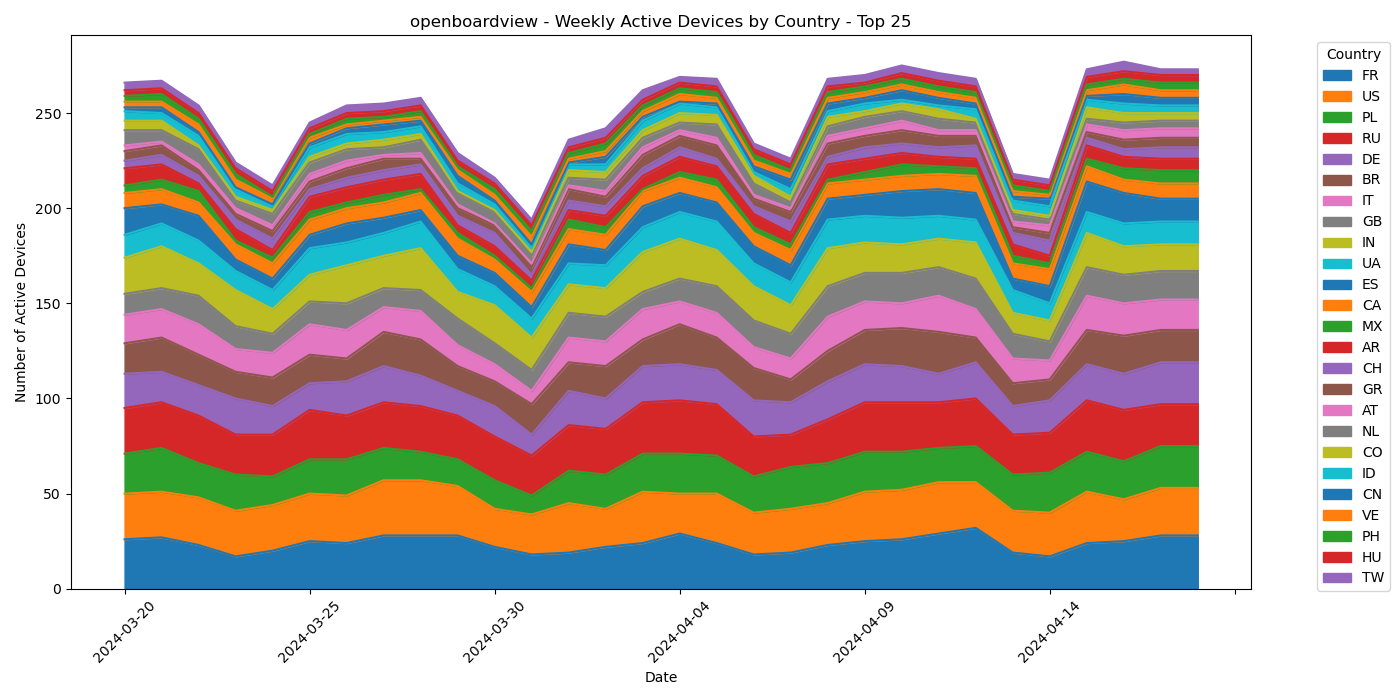 openboardview - Weekly Active Devices by Country - Top 25
Number of Active Devices
250
200
150
100
50
0
2024-03-20
2024-03-25
2024-03-30
2024-04-04
2024-04-09
2024-04-14
Date
Country
FR
US
PL
RU
DE
BR
IT
GB
IN
UA
ES
CA
MX
AR
CH
GR
AT
NL
CO
ID
CN
VE
PH
HU
TW